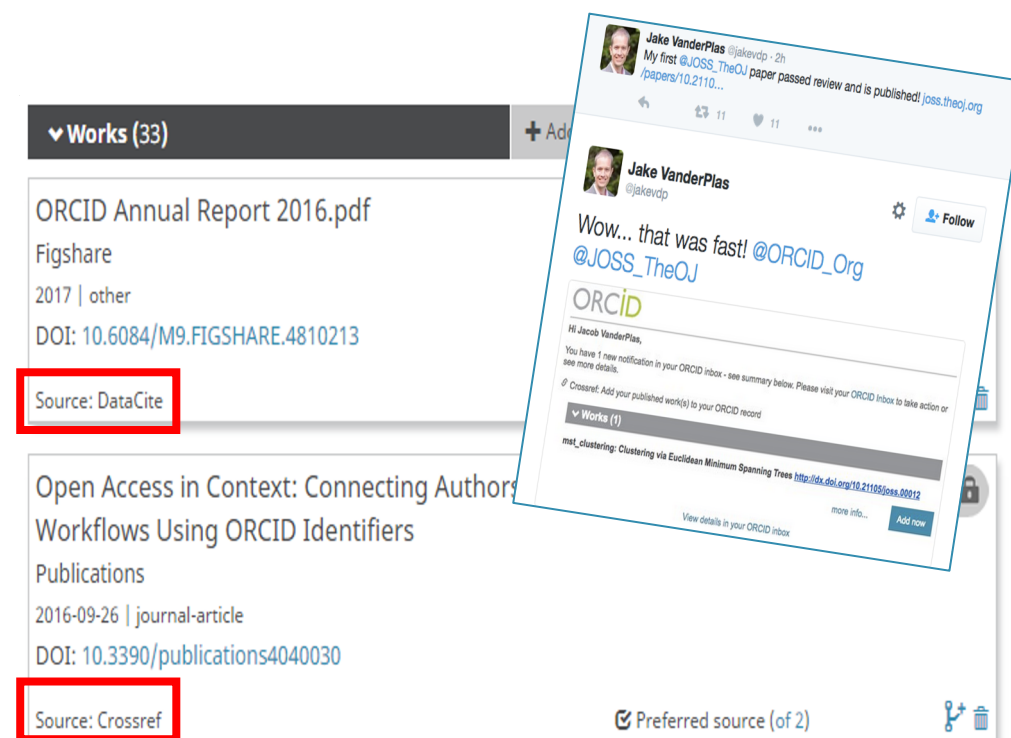 Works (33)
Add
ORCID Annual Report 2016.pdf
Figshare
2017 | other
DOI: 10.6084/M9.FIGSHARE.4810213
Source: DataCite
Open Access in Context: Connecting Authors
Workflows Using ORCID Identifiers
Publications
2016-09-26 | journal-article
DOI: 10.3390/publications4040030
Source: Crossref
Preferred source (of 2)
Jake VanderPlas @jakevdp · 2h
My first @JOSS_TheOJ paper passed review and is published! joss.theoj.org
/papers/10.2110...
11 11
Jake VanderPlas
@jakevdp
Follow
Wow... that was fast! @ORCID_Org
@JOSS_TheOJ
ORCiD
Hi Jacob VanderPlas,
You have 1 new notification in your ORCID inbox - see summary below. Please visit your ORCID Inbox to take action or
see more details.
Crossref: Add your published work(s) to your ORCID record
Works (1)
mst_clustering: Clustering via Euclidean Minimum Spanning Trees http://dx.doi.org/10.21105/joss.00012
more info... Add now
View details in your ORCID inbox